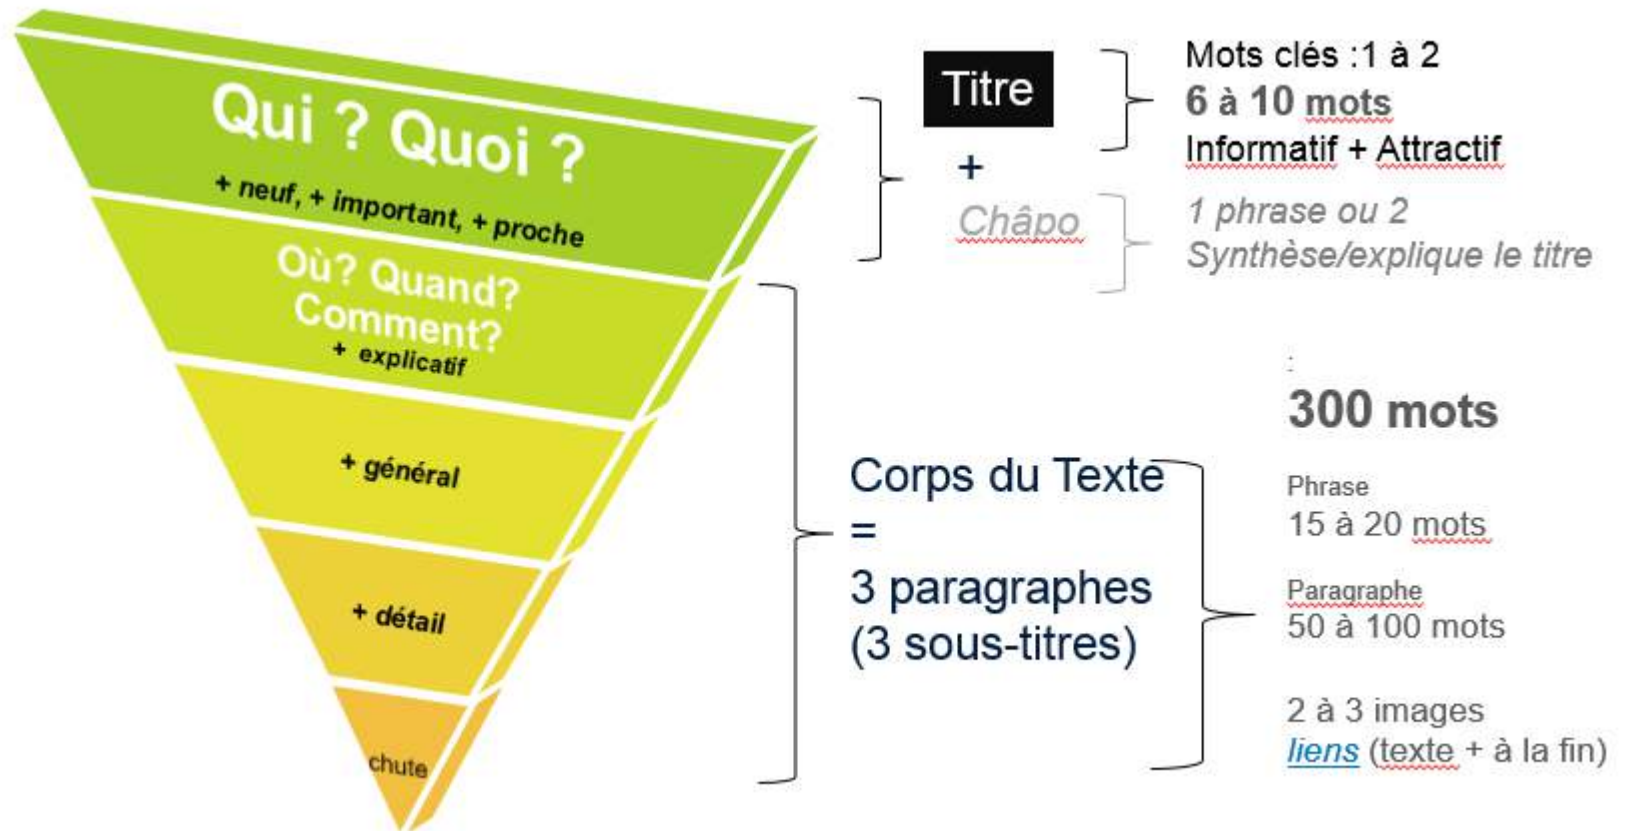 Qui ? Quoi ?
+ neuf, + important, + proche
Où? Quand?
Comment?
+ explicatif
+ général
+ détail
chute
Titre
+
Châpo
Mots clés :1 à 2
6 à 10 mots
Informatif + Attractif
1 phrase ou 2
Synthèse/explique le titre
Corps du Texte
=
3 paragraphes
(3 sous-titres)
:
300 mots
Phrase
15 à 20 mots
Paragraphe
50 à 100 mots
2 à 3 images
liens (texte + à la fin)